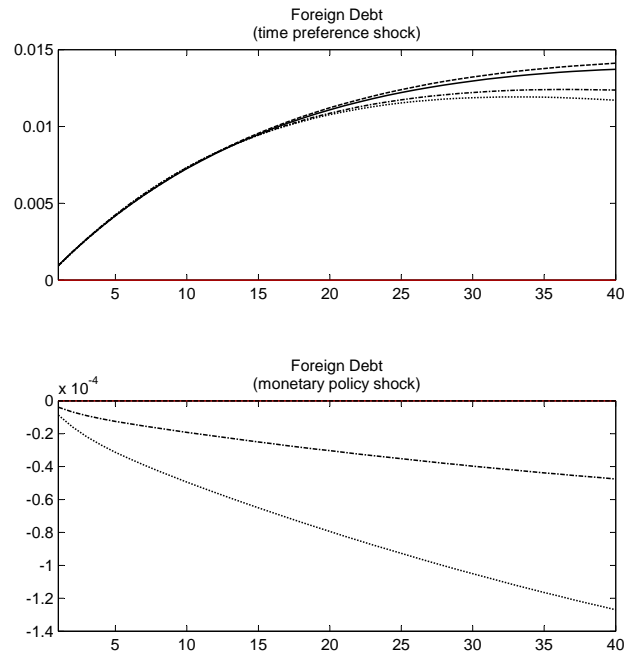 Foreign Debt
(time preference shock)
0.015
0.01
0.005
0
5 10 15 20 25 30 35 40
Foreign Debt
(monetary policy shock)
x 10^-4
0
-0.2
-0.4
-0.6
-0.8
-1
-1.2
-1.4
5 10 15 20 25 30 35 40